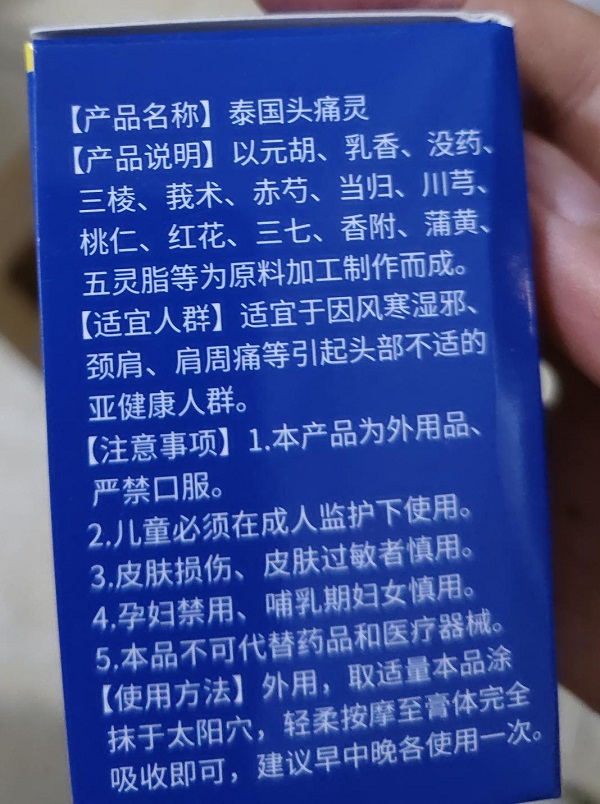 【产品名称】泰国头痛灵
【产品说明】以元胡、乳香、没药、
三棱、莪术、赤芍、当归、川芎、
桃仁、红花、三七、香附、蒲黄、
五灵脂等为原料加工制作而成。
【适宜人群】适宜于因风寒湿邪、
颈肩、肩周痛等引起头部不适的
亚健康人群。
【注意事项】1.本产品为外用品、
严禁口服。
2.儿童必须在成人监护下使用。
3.皮肤损伤、皮肤过敏者慎用。
4.孕妇禁用、哺乳期妇女慎用。
5.本品不可代替药品和医疗器械。
【使用方法】外用，取适量本品涂
抹于太阳穴，轻柔按摩至膏体完全
吸收即可，建议早中晚各使用一次。